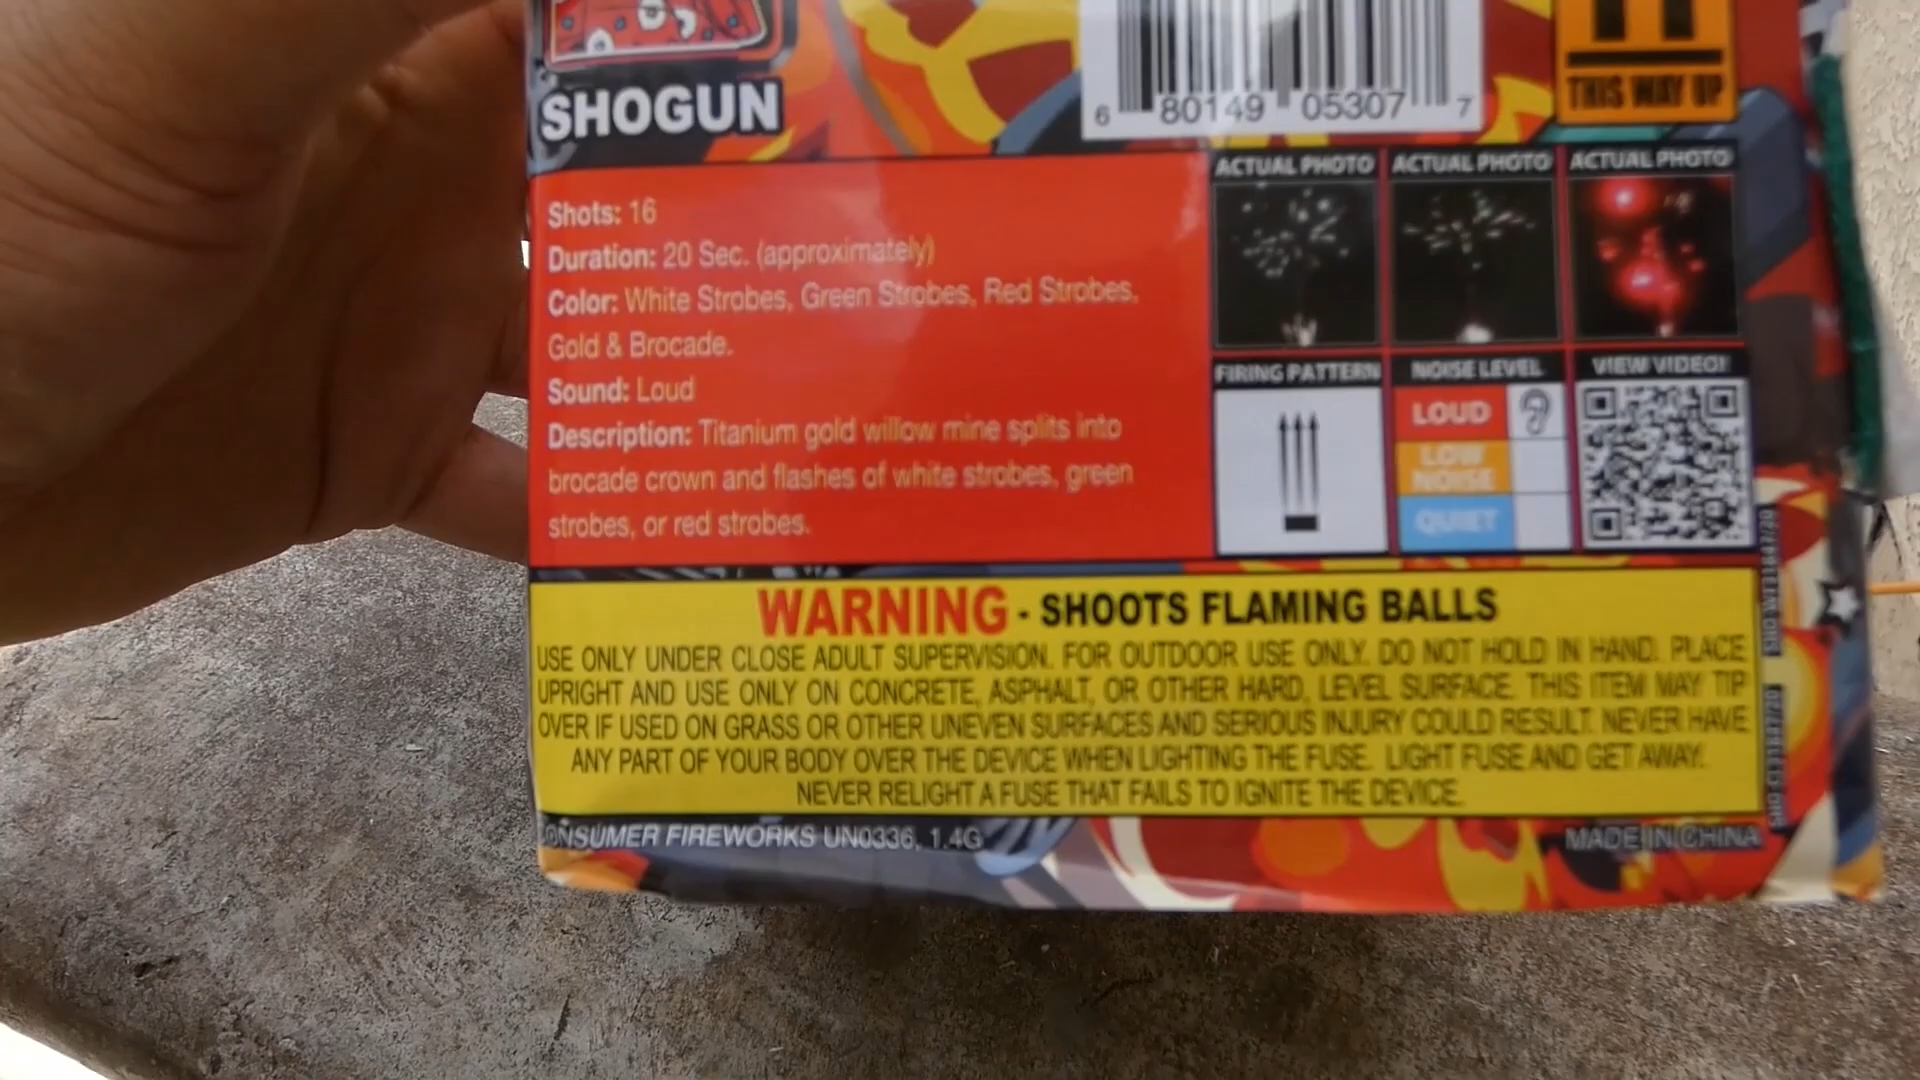 SHOGUN
6 80149 05307 7
THIS WAY UP
Shots: 16
Duration: 20 Sec. (approximately)
Color: White Strobes, Green Strobes, Red Strobes,
Gold & Brocade.
Sound: Loud
Description: Titanium gold willow mine splits into
brocade crown and flashes of white strobes, green
strobes, or red strobes.
ACTUAL PHOTO ACTUAL PHOTO ACTUAL PHOTO
FIRING PATTERN NOISE LEVEL VIEW VIDEO!
LOUD
LOW
NOISE
QUIET
WARNING - SHOOTS FLAMING BALLS
USE ONLY UNDER CLOSE ADULT SUPERVISION. FOR OUTDOOR USE ONLY. DO NOT HOLD IN HAND. PLACE
UPRIGHT AND USE ONLY ON CONCRETE, ASPHALT, OR OTHER HARD, LEVEL SURFACE. THIS ITEM MAY TIP
OVER IF USED ON GRASS OR OTHER UNEVEN SURFACES AND SERIOUS INJURY COULD RESULT. NEVER HAVE
ANY PART OF YOUR BODY OVER THE DEVICE WHEN LIGHTING THE FUSE. LIGHT FUSE AND GET AWAY.
NEVER RELIGHT A FUSE THAT FAILS TO IGNITE THE DEVICE.
CONSUMER FIREWORKS UN0336, 1.4G
MADE IN CHINA